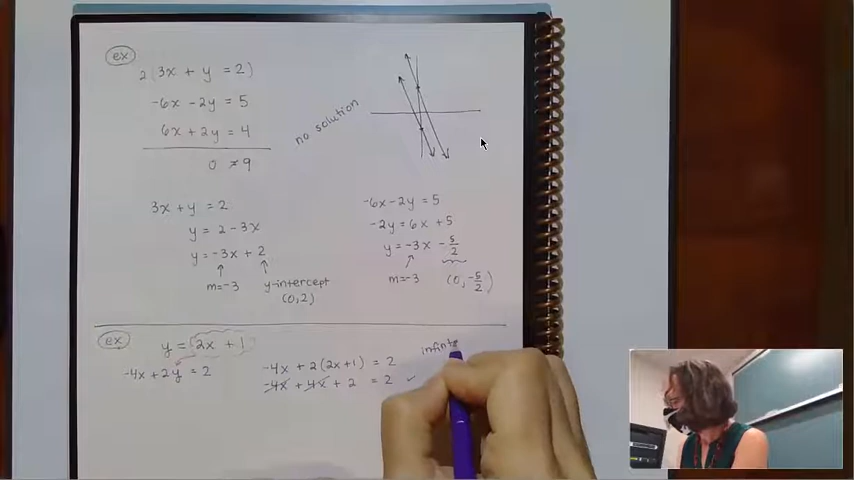 ex
2(3x + y = 2)
-6x - 2y = 5
6x + 2y = 4
0 ≠ 9
no solution
3x + y = 2
y = 2 - 3x
y = -3x + 2
m=-3 y-intercept
(0,2)
-6x - 2y = 5
-2y = 6x + 5
y = -3x - 5/2
m=-3 (0, -5/2)
ex
y = 2x + 1
-4x + 2y = 2
-4x + 2(2x+1) = 2
-4x + 4x + 2 = 2 ✓
infinite